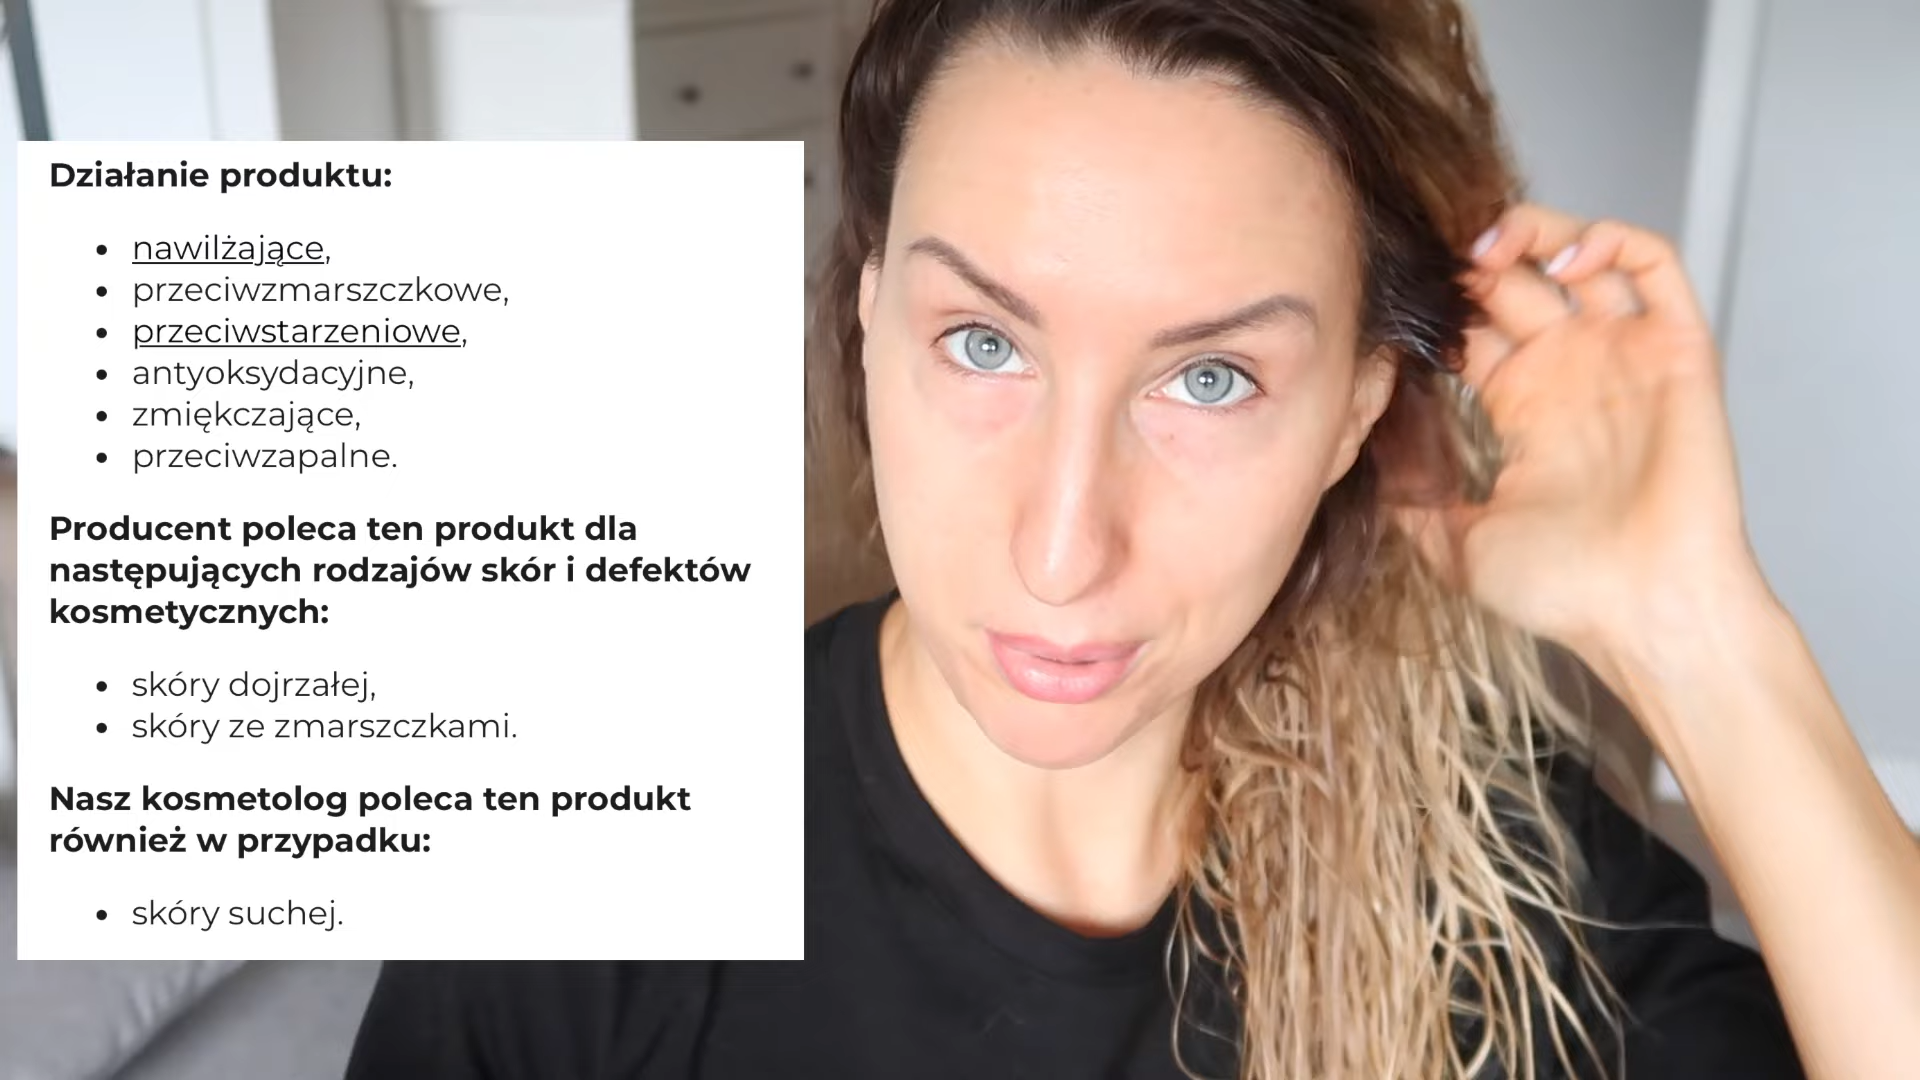 Działanie produktu:
nawilżające,
przeciwzmarszczkowe,
przeciwstarzeniowe,
antyoksydacyjne,
zmiękczające,
przeciwzapalne.
Producent poleca ten produkt dla
następujących rodzajów skór i defektów
kosmetycznych:
skóry dojrzałej,
skóry ze zmarszczkami.
Nasz kosmetolog poleca ten produkt
również w przypadku:
skóry suchej.